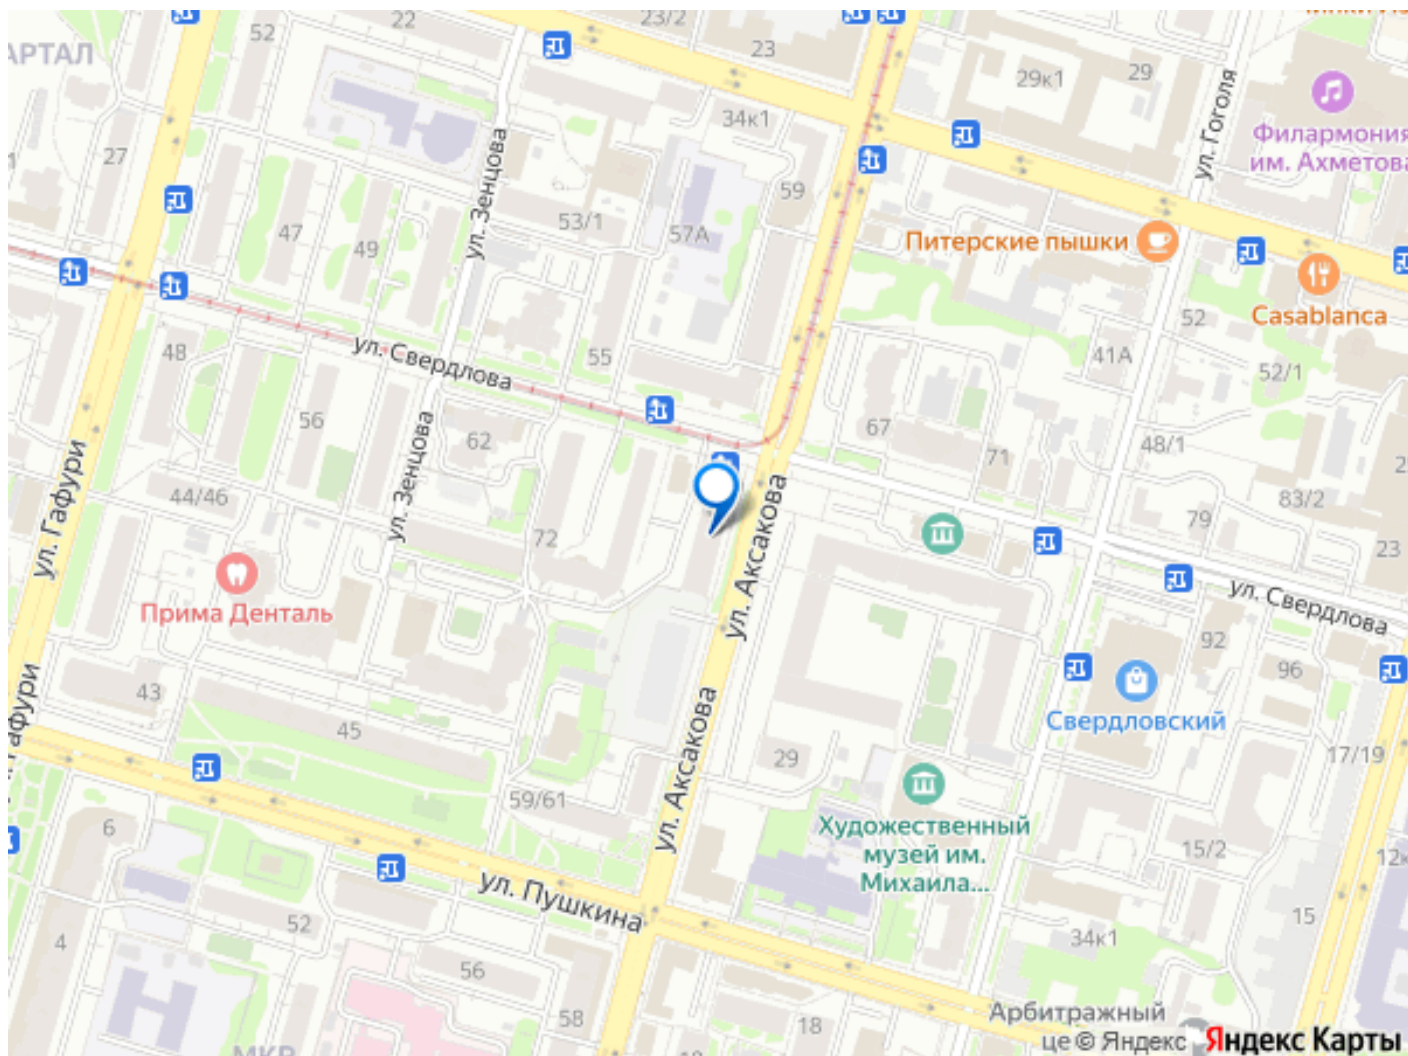 22
23/2
52
23
АРТАЛ
29к1
29
34к1
ул. Гоголя
Филармония
им. Ахметова
27
ул. Зенцова
59
53/1
57А
47
49
Питерские пышки
Casablanca
52
48
ул. Свердлова
55
41А
52/1
56
62
67
48/1
71
ул. Гафури
44/46
ул. Зенцова
83/2
79
72
ул. Аксакова
23
Прима Денталь
ул. Свердлова
92
96
43
45
Свердловский
17/19
29
ул. Аксакова
59/61
6
Художественный
музей им.
Михаила...
15/2
ул. Пушкина
52
15
4
34к1
56
58
18
Арбитражный
це © Яндекс
Яндекс Карты